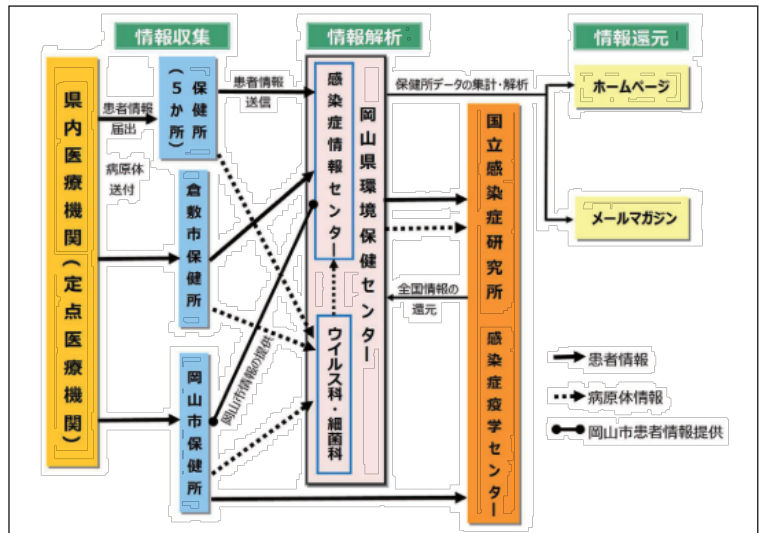 情報収集
情報解析
情報還元
県内医療機関(定点医療機関)
患者情報
届出
病原体
送付
保健所
(5か所)
倉敷市保健所
岡山市保健所
患者情報
送信
岡山市情報の提供
感染症情報センター
ウイルス科・細菌科
岡山県環境保健センター
保健所データの集計・解析
全国情報の
還元
国立感染症研究所
感染症疫学センター
ホームページ
メールマガジン
患者情報
病原体情報
岡山市患者情報提供